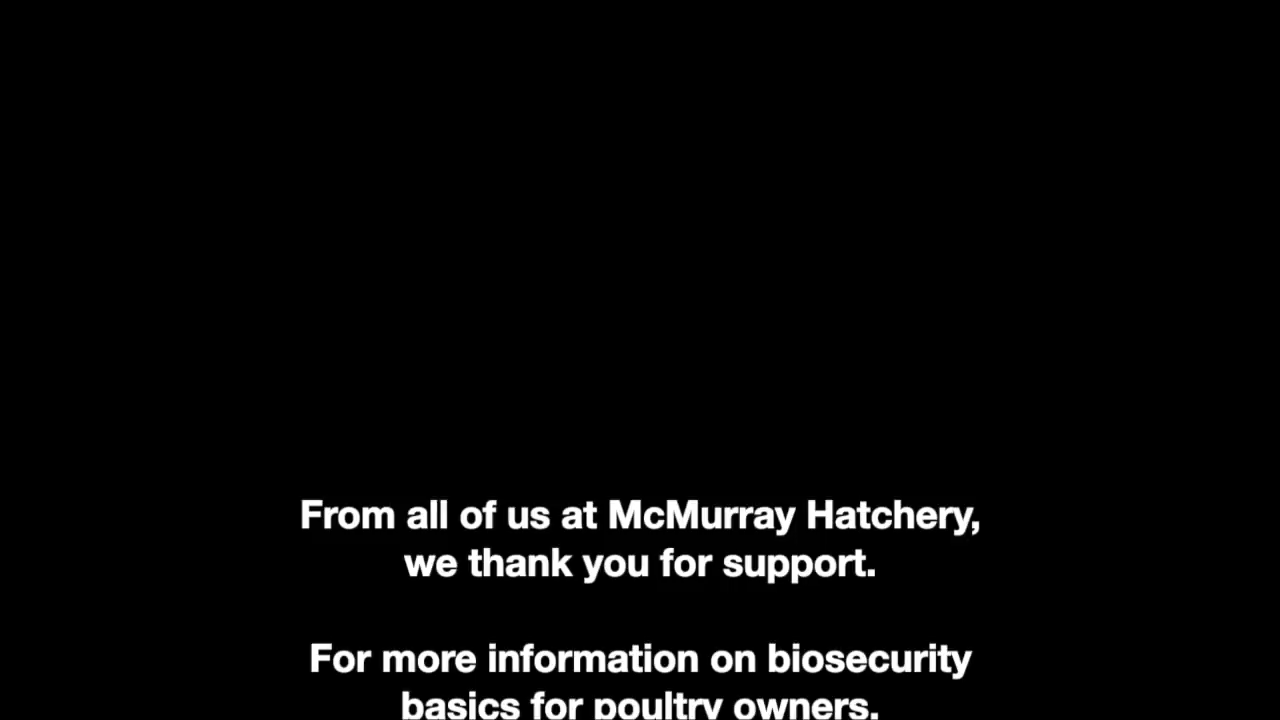 From all of us at McMurray Hatchery,
we thank you for support.
For more information on biosecurity
basics for poultry owners.